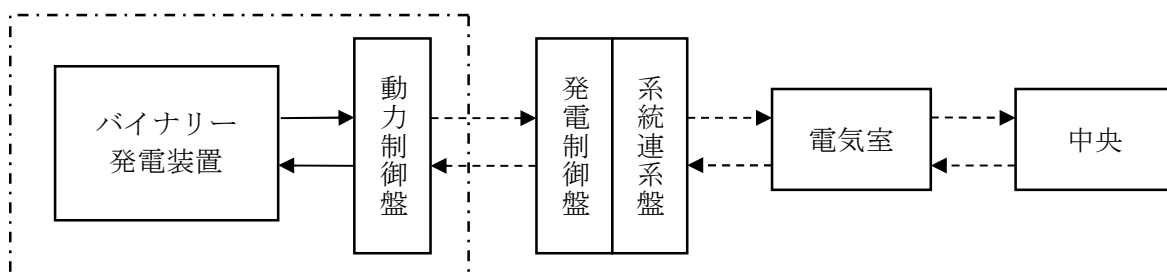 バイナリー
発電装置
動力制御盤
発電制御盤
系統連系盤
電気室
中央